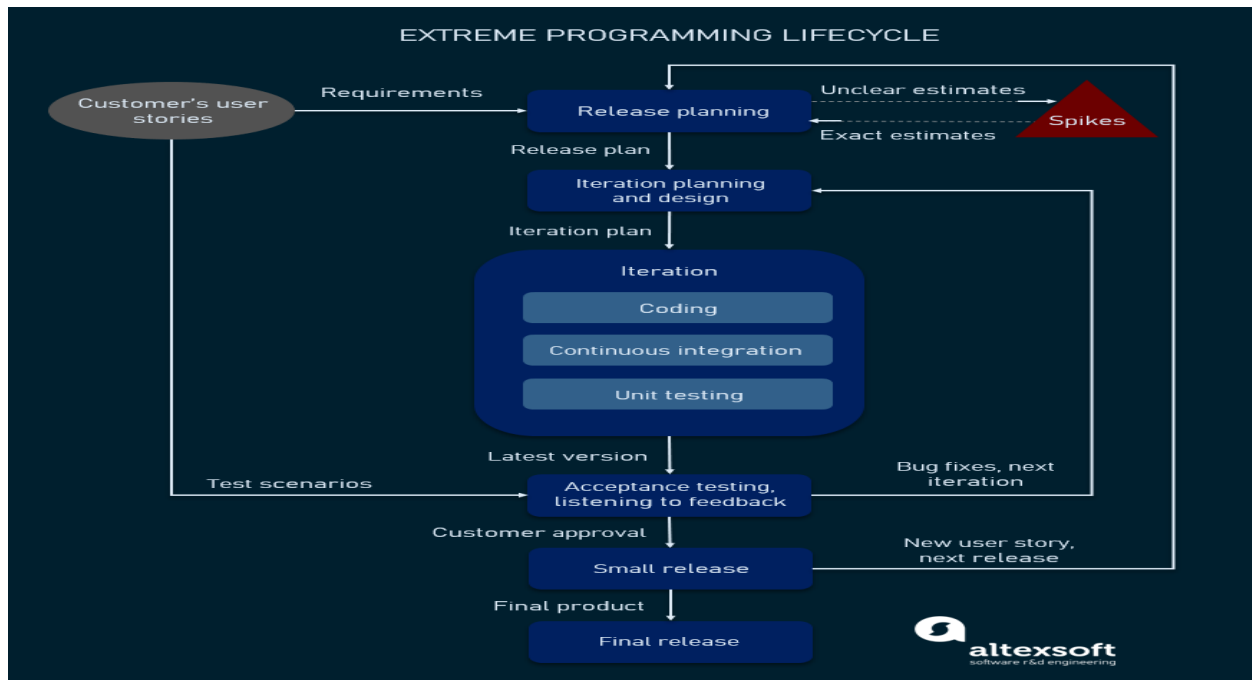 EXTREME PROGRAMMING LIFECYCLE
Customer's user
stories
Requirements
Release planning
Unclear estimates
Exact estimates
Spikes
Release plan
Iteration planning
and design
Iteration plan
Iteration
Coding
Continuous integration
Unit testing
Latest version
Test scenarios
Acceptance testing,
listening to feedback
Bug fixes, next
iteration
Customer approval
Small release
New user story,
next release
Final product
Final release
altexsoft
software r&d engineering